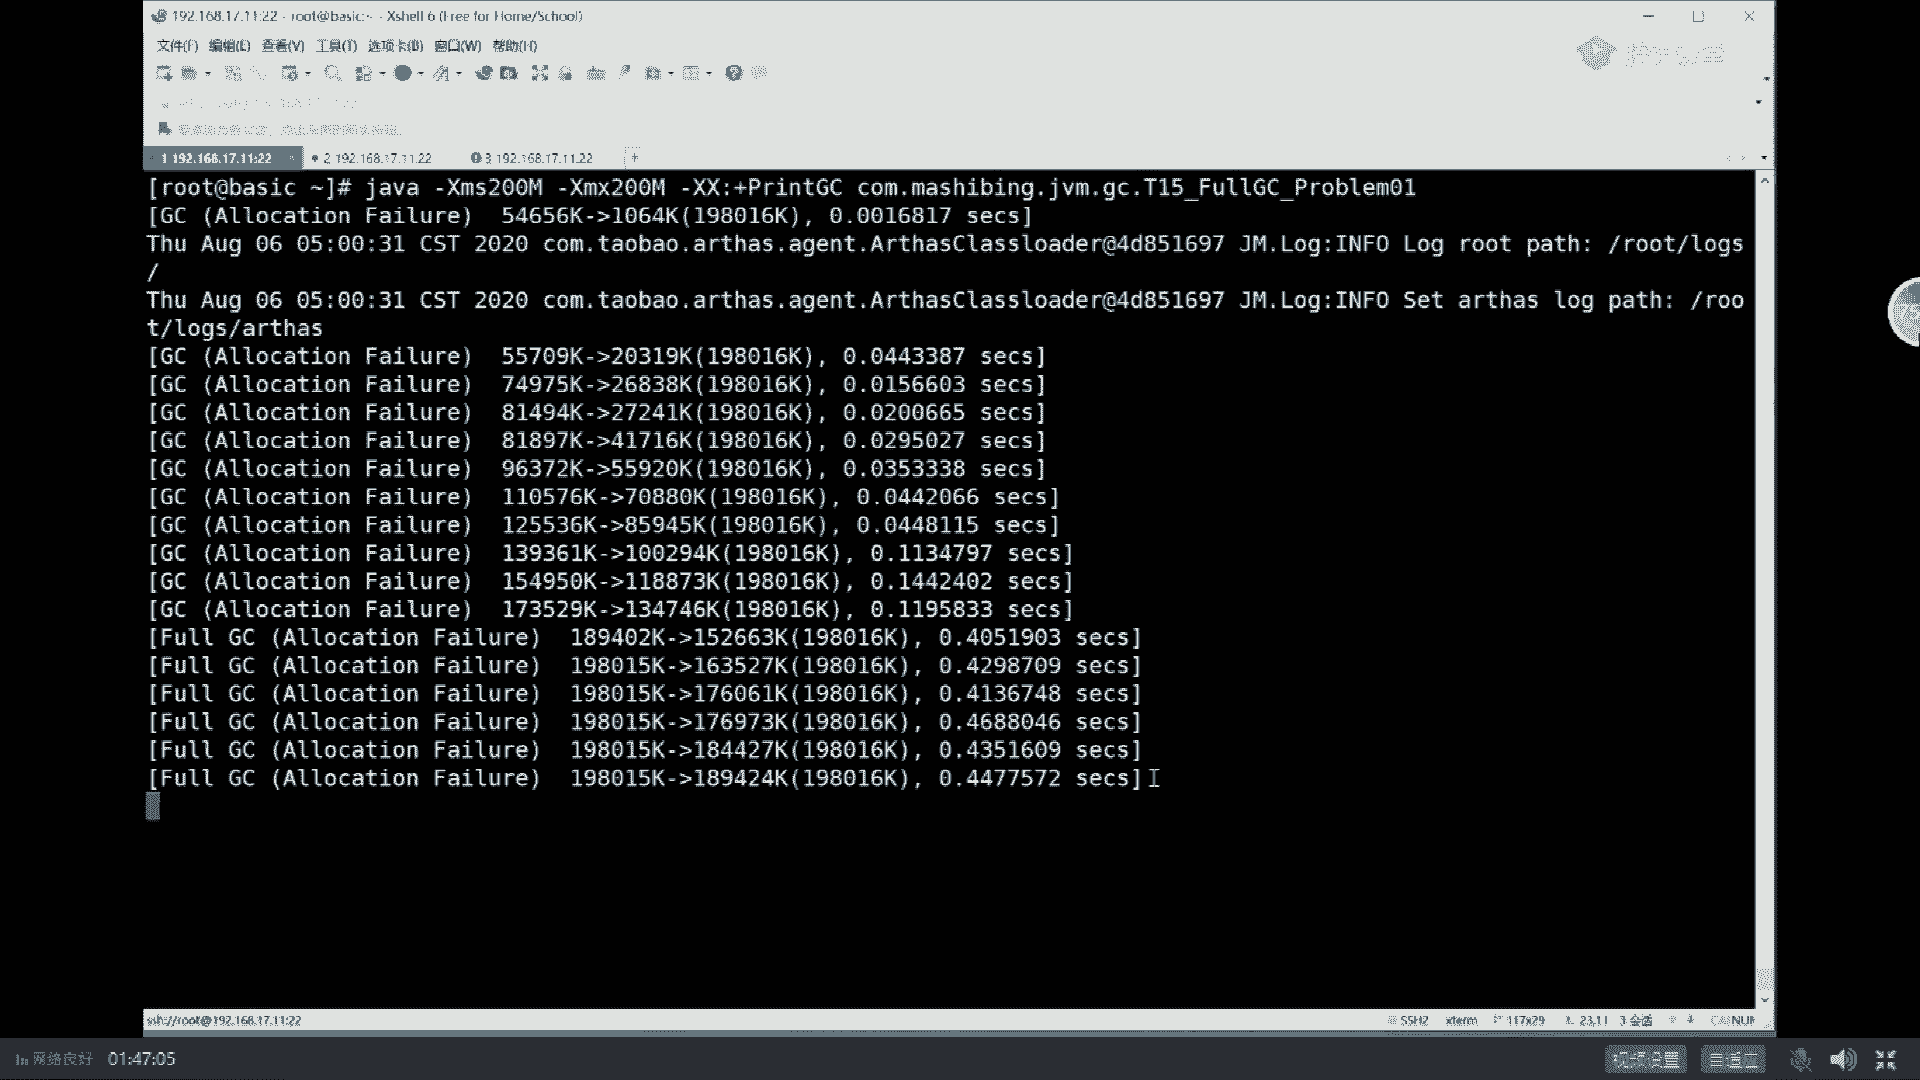 192.168.17.11:22 - root@basic:~ - Xshell 6 (Free for Home/School)
文件(F) 编辑(E) 查看(V) 工具(T) 选项卡(B) 窗口(W) 帮助(H)
1 192.168.17.11:22 2 192.168.17.11:22 3 192.168.17.11:22 +
[root@basic ~]# java -Xms200M -Xmx200M -XX:+PrintGC com.mashibing.jvm.gc.T15_FullGC_Problem01
[GC (Allocation Failure)  54656K->1064K(198016K), 0.0016817 secs]
Thu Aug 06 05:00:31 CST 2020 com.taobao.arthas.agent.ArthasClassloader@4d851697 JM.Log:INFO Log root path: /root/logs
/
Thu Aug 06 05:00:31 CST 2020 com.taobao.arthas.agent.ArthasClassloader@4d851697 JM.Log:INFO Set arthas log path: /roo
t/logs/arthas
[GC (Allocation Failure)  55709K->20319K(198016K), 0.0443387 secs]
[GC (Allocation Failure)  74975K->26838K(198016K), 0.0156603 secs]
[GC (Allocation Failure)  81494K->27241K(198016K), 0.0200665 secs]
[GC (Allocation Failure)  81897K->41716K(198016K), 0.0295027 secs]
[GC (Allocation Failure)  96372K->55920K(198016K), 0.0353338 secs]
[GC (Allocation Failure)  110576K->70880K(198016K), 0.0442066 secs]
[GC (Allocation Failure)  125536K->85945K(198016K), 0.0448115 secs]
[GC (Allocation Failure)  139361K->100294K(198016K), 0.1134797 secs]
[GC (Allocation Failure)  154950K->118873K(198016K), 0.1442402 secs]
[GC (Allocation Failure)  173529K->134746K(198016K), 0.1195833 secs]
[Full GC (Allocation Failure)  189402K->152663K(198016K), 0.4051903 secs]
[Full GC (Allocation Failure)  198015K->163527K(198016K), 0.4298709 secs]
[Full GC (Allocation Failure)  198015K->176061K(198016K), 0.4136748 secs]
[Full GC (Allocation Failure)  198015K->176973K(198016K), 0.4688046 secs]
[Full GC (Allocation Failure)  198015K->184427K(198016K), 0.4351609 secs]
[Full GC (Allocation Failure)  198015K->189424K(198016K), 0.4477572 secs]
ssh://root@192.168.17.11:22 SSH2 xterm 117x29 23,1 3 会话 CAP NUM
网络良好 01:47:05 视频设置